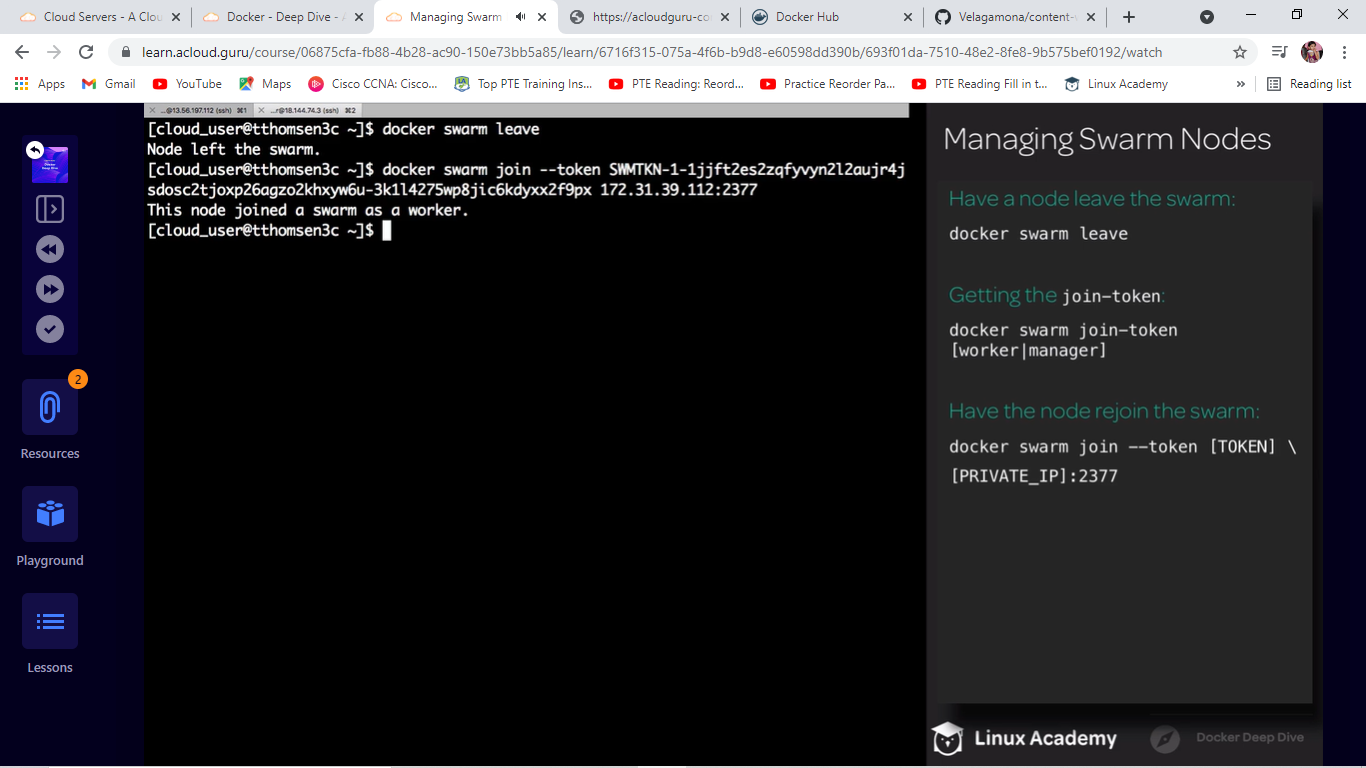 Cloud Servers - A Clou
Docker - Deep Dive - A
Managing Swarm
https://acloudguru-co
Docker Hub
Velagamona/content-
learn.acloud.guru/course/06875cfa-fb88-4b28-ac90-150e73bb5a85/learn/6716f315-075a-4f6b-b9d8-e60598dd390b/693f01da-7510-48e2-8fe8-9b575bef0192/watch
Apps
Gmail
YouTube
Maps
Cisco CCNA: Cisco...
Top PTE Training Ins...
PTE Reading: Reord...
Practice Reorder Pa...
PTE Reading Fill in t...
Linux Academy
»
Reading list
...@13.56.197.112 (ssh) ⌘1
...r@18.144.74.3 (ssh) ⌘2
[cloud_user@tthomsen3c ~]$ docker swarm leave
Node left the swarm.
[cloud_user@tthomsen3c ~]$ docker swarm join --token SWMTKN-1-1jjft2es2zqfyvyn2l2aujr4j
sdosc2tjoxp26agzo2khxyw6u-3k1l4275wp8jic6kdyxx2f9px 172.31.39.112:2377
This node joined a swarm as a worker.
[cloud_user@tthomsen3c ~]$
2
Resources
Playground
Lessons
Managing Swarm Nodes
Have a node leave the swarm:
docker swarm leave
Getting the join-token:
docker swarm join-token
[worker|manager]
Have the node rejoin the swarm:
docker swarm join --token [TOKEN] \
[PRIVATE_IP]:2377
Linux Academy
Docker Deep Dive